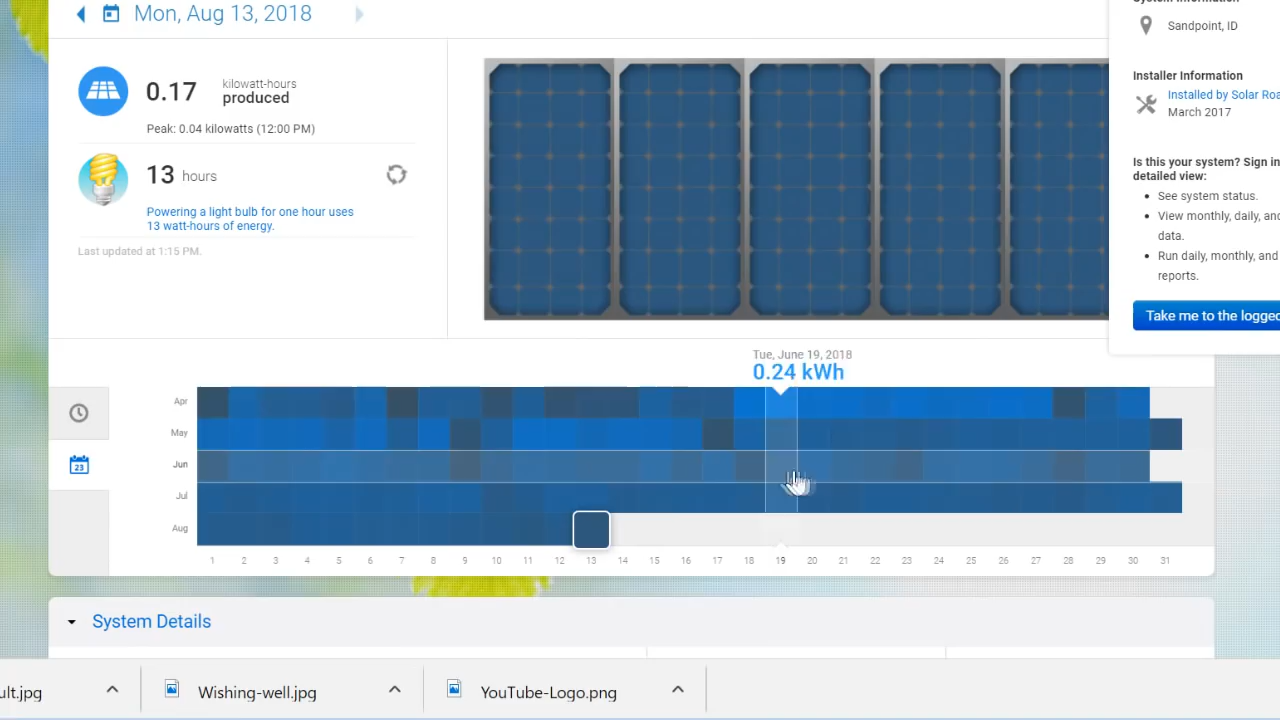 Mon, Aug 13, 2018
0.17
kilowatt-hours
produced
Peak: 0.04 kilowatts (12:00 PM)
13 hours
Powering a light bulb for one hour uses
13 watt-hours of energy.
Last updated at 1:15 PM.
System Information
Sandpoint, ID
Installer Information
Installed by Solar Roa
March 2017
Is this your system? Sign in
detailed view:
• See system status.
• View monthly, daily, and
data.
• Run daily, monthly, and
reports.
Take me to the logged
Tue, June 19, 2018
0.24 kWh
Apr
May
Jun
Jul
Aug
1 2 3 4 5 6 7 8 9 10 11 12 13 14 15 16 17 18 19 20 21 22 23 24 25 26 27 28 29 30 31
23
System Details
ult.jpg
Wishing-well.jpg
YouTube-Logo.png